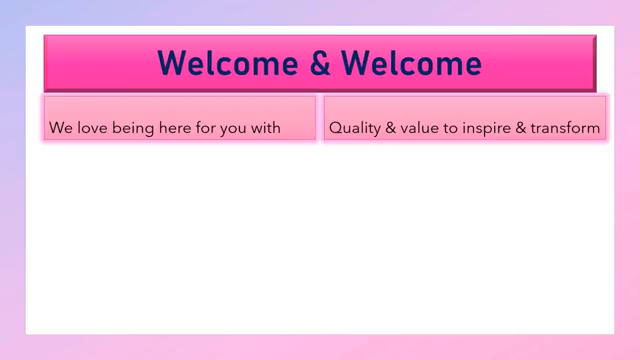 Welcome & Welcome
We love being here for you with
Quality & value to inspire & transform